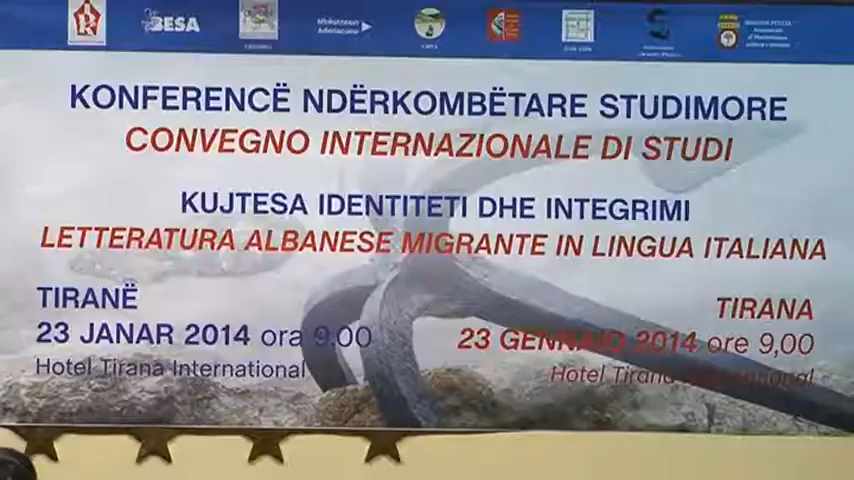 BESA
KONFERENCË NDËRKOMBËTARE STUDIMORE
CONVEGNO INTERNAZIONALE DI STUDI
KUJTESA IDENTITETI DHE INTEGRIMI
LETTERATURA ALBANESE MIGRANTE IN LINGUA ITALIANA
TIRANË
23 JANAR 2014 ora 9.00
Hotel Tirana International
TIRANA
23 GENNAIO 2014 ore 9,00
Hotel Tirana International